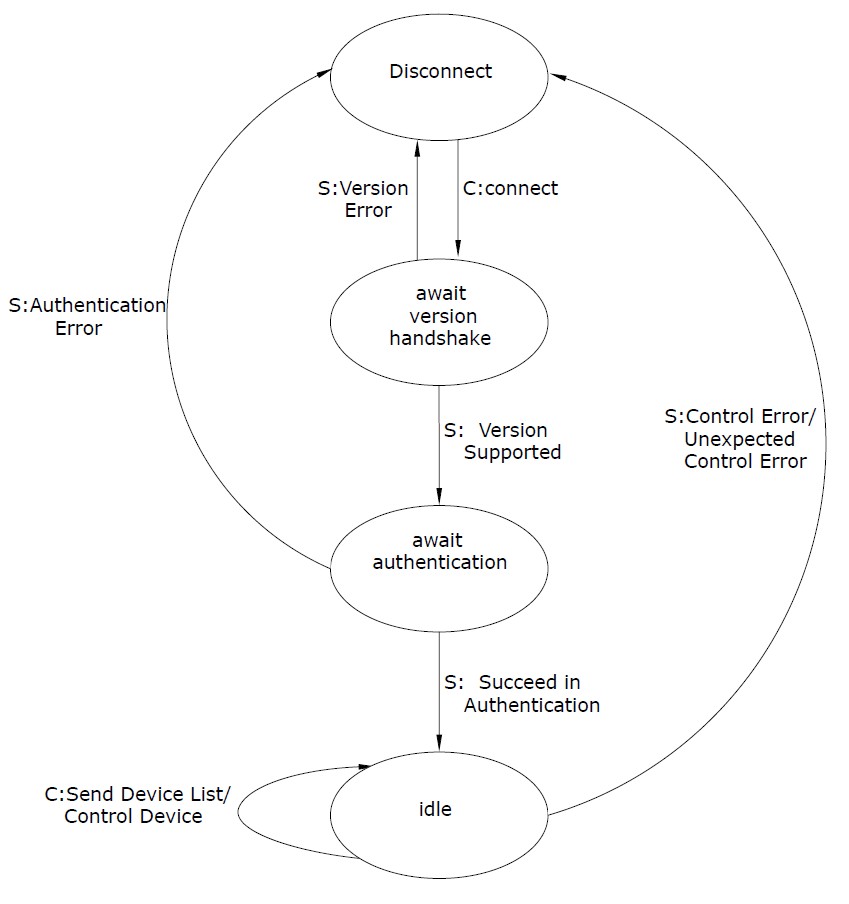 Disconnect
S:Version
Error
C:connect
await
version
handshake
S:Authentication
Error
S: Version
Supported
S:Control Error/
Unexpected
Control Error
await
authentication
S: Succeed in
Authentication
C:Send Device List/
Control Device
idle